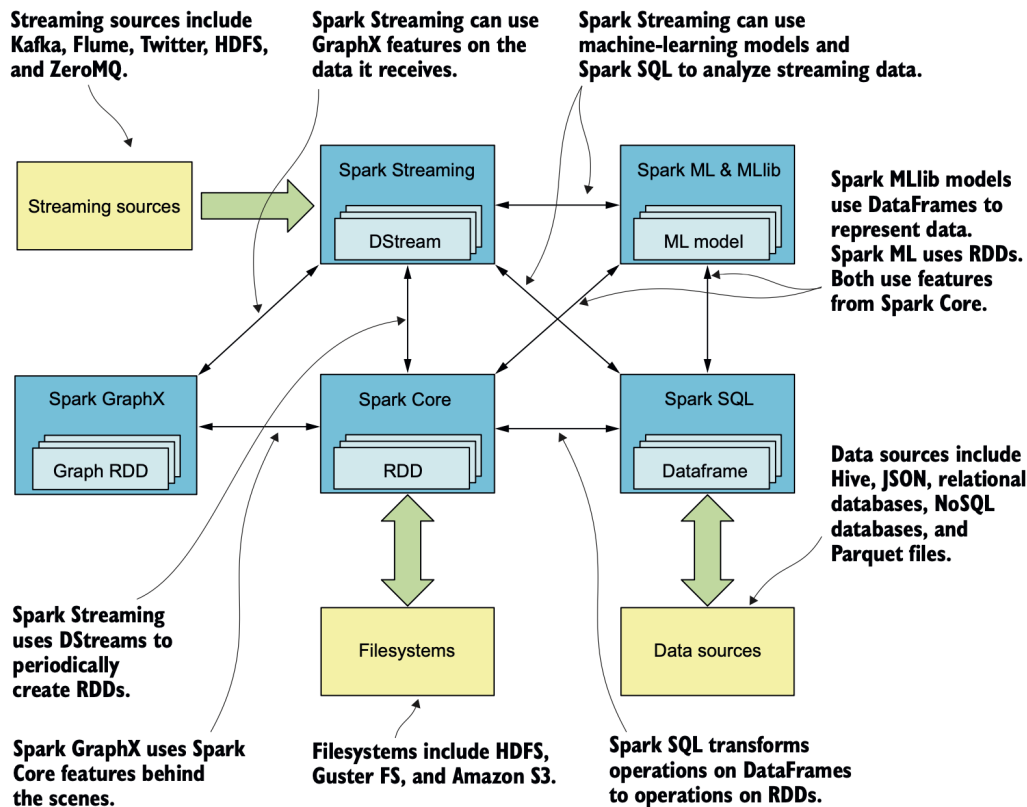 Streaming sources include
Kafka, Flume, Twitter, HDFS,
and ZeroMQ.
Spark Streaming can use
GraphX features on the
data it receives.
Spark Streaming can use
machine-learning models and
Spark SQL to analyze streaming data.
Streaming sources
Spark Streaming
DStream
Spark ML & MLlib
ML model
Spark MLlib models
use DataFrames to
represent data.
Spark ML uses RDDs.
Both use features
from Spark Core.
Spark GraphX
Graph RDD
Spark Core
RDD
Spark SQL
Dataframe
Data sources include
Hive, JSON, relational
databases, NoSQL
databases, and
Parquet files.
Spark Streaming
uses DStreams to
periodically
create RDDs.
Filesystems
Data sources
Spark GraphX uses Spark
Core features behind
the scenes.
Filesystems include HDFS,
Guster FS, and Amazon S3.
Spark SQL transforms
operations on DataFrames
to operations on RDDs.